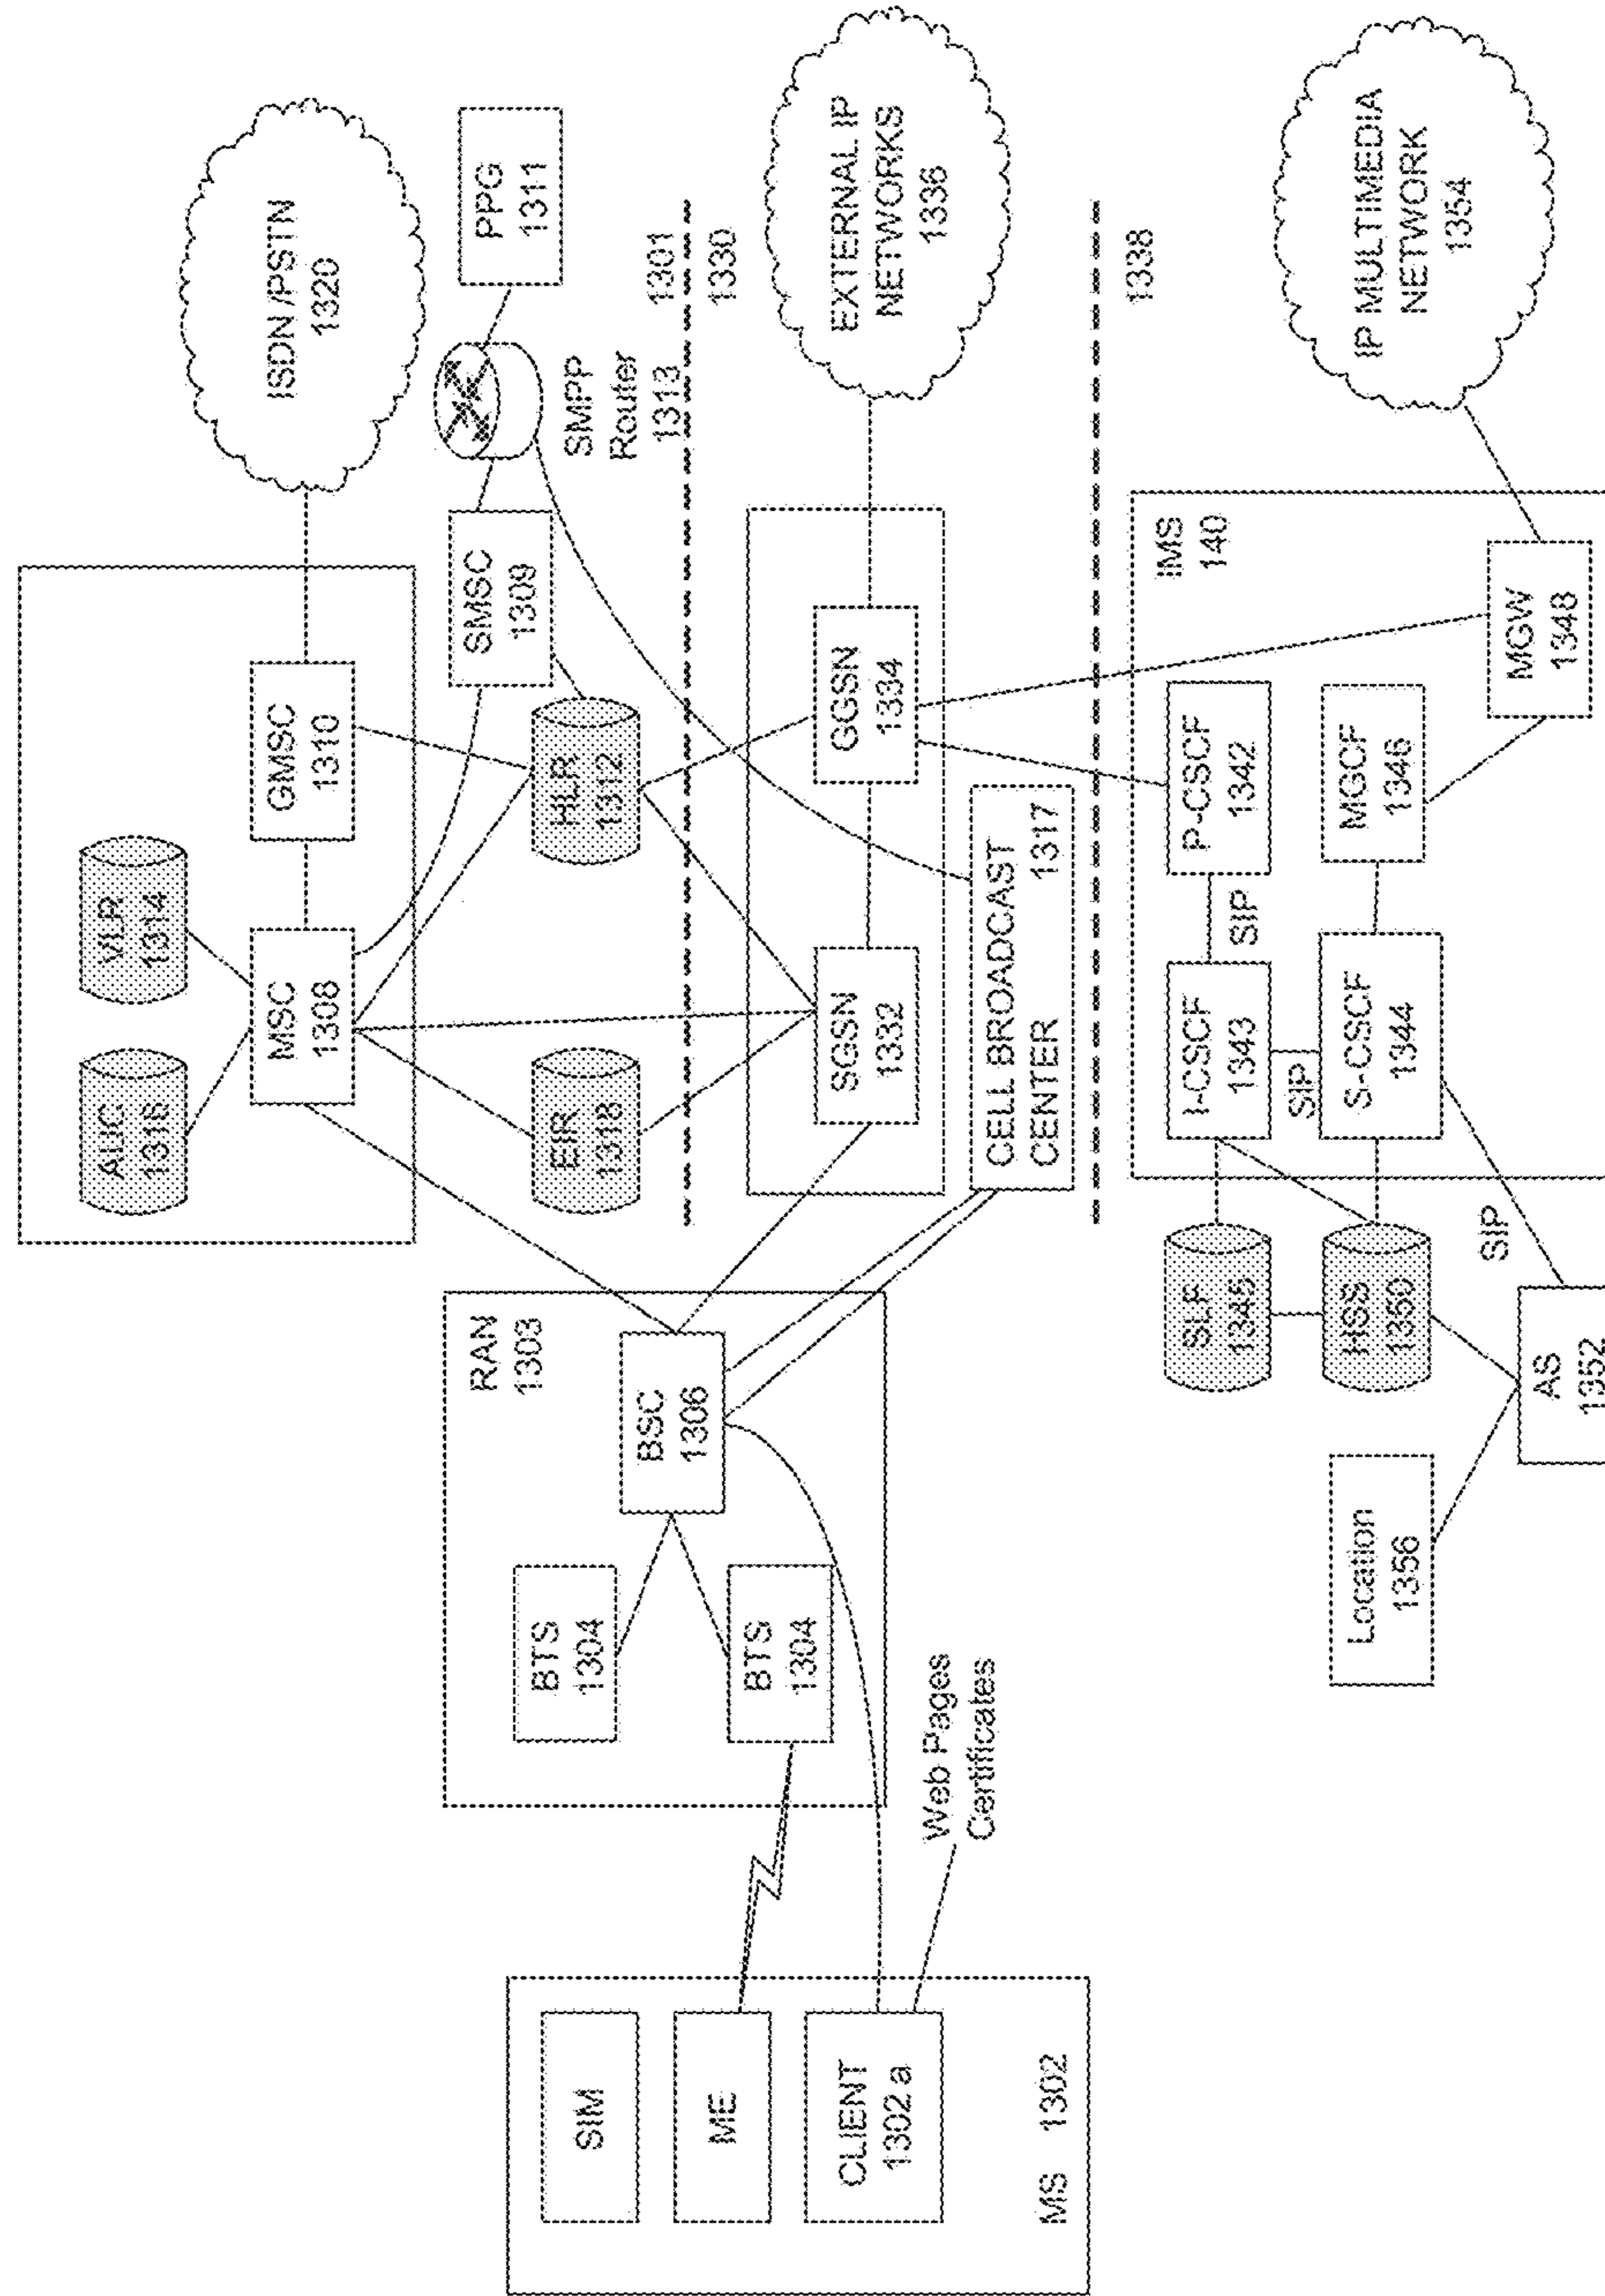 SIM
ME
CLIENT
1302 a
MS 1302
Web Pages
Certificates
RAN
1303
BTS
1304
BTS
1304
BSC
1306
AUC
1316
VLR
1314
MSC
1308
GMSC
1310
ISDN /PSTN
1320
EIR
1318
HLR
1312
SMSC
1309
SMPP
Router
1313
PPG
1311
1301
1330
SGSN
1332
GGSN
1334
EXTERNAL IP
NETWORKS
1336
CELL BROADCAST
CENTER 1317
1338
IMS
140
I-CSCF
1343
SIP
P-CSCF
1342
SIP
S-CSCF
1344
MGCF
1346
MGW
1348
IP MULTIMEDIA
NETWORK
1354
SLF
1345
HSS
1350
SIP
Location
1356
AS
1352